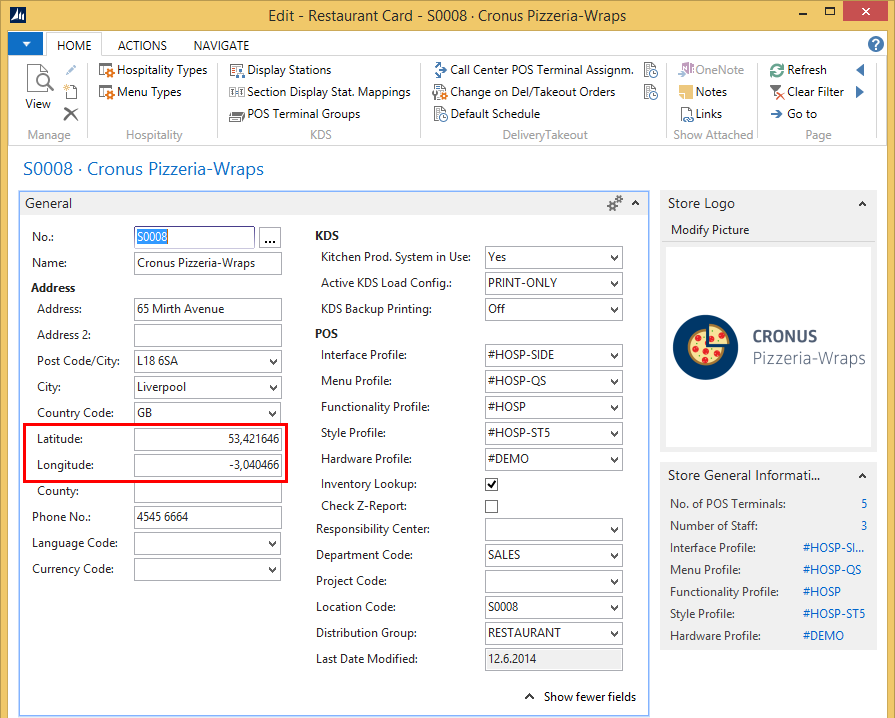 Edit - Restaurant Card - S0008 · Cronus Pizzeria-Wraps
HOME ACTIONS NAVIGATE
View
Manage
Hospitality Types
Menu Types
Hospitality
Display Stations
Section Display Stat. Mappings
POS Terminal Groups
KDS
Call Center POS Terminal Assignm.
Change on Del/Takeout Orders
Default Schedule
DeliveryTakeout
OneNote
Notes
Links
Show Attached
Refresh
Clear Filter
Go to
Page
S0008 · Cronus Pizzeria-Wraps
General
No.: S0008 ...
Name: Cronus Pizzeria-Wraps
Address
Address: 65 Mirth Avenue
Address 2:
Post Code/City: L18 6SA
City: Liverpool
Country Code: GB
Latitude: 53,421646
Longitude: -3,040466
County:
Phone No.: 4545 6664
Language Code:
Currency Code:
KDS
Kitchen Prod. System in Use: Yes
Active KDS Load Config.: PRINT-ONLY
KDS Backup Printing: Off
POS
Interface Profile: #HOSP-SIDE
Menu Profile: #HOSP-QS
Functionality Profile: #HOSP
Style Profile: #HOSP-ST5
Hardware Profile: #DEMO
Inventory Lookup:
Check Z-Report:
Responsibility Center:
Department Code: SALES
Project Code:
Location Code: S0008
Distribution Group: RESTAURANT
Last Date Modified: 12.6.2014
Show fewer fields
Store Logo
Modify Picture
CRONUS
Pizzeria-Wraps
Store General Informati...
No. of POS Terminals: 5
Number of Staff: 3
Interface Profile: #HOSP-SI...
Menu Profile: #HOSP-QS
Functionality Profile: #HOSP
Style Profile: #HOSP-ST5
Hardware Profile: #DEMO